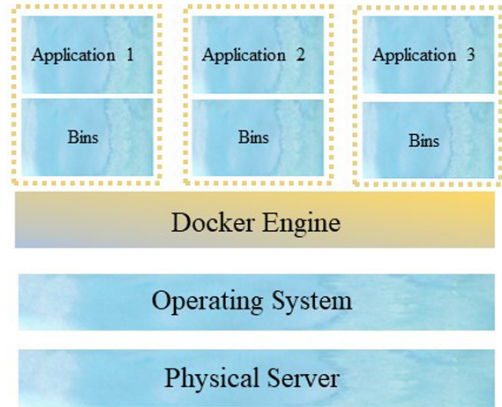 Application 1
Application 2
Application 3
Bins
Bins
Bins
Docker Engine
Operating System
Physical Server